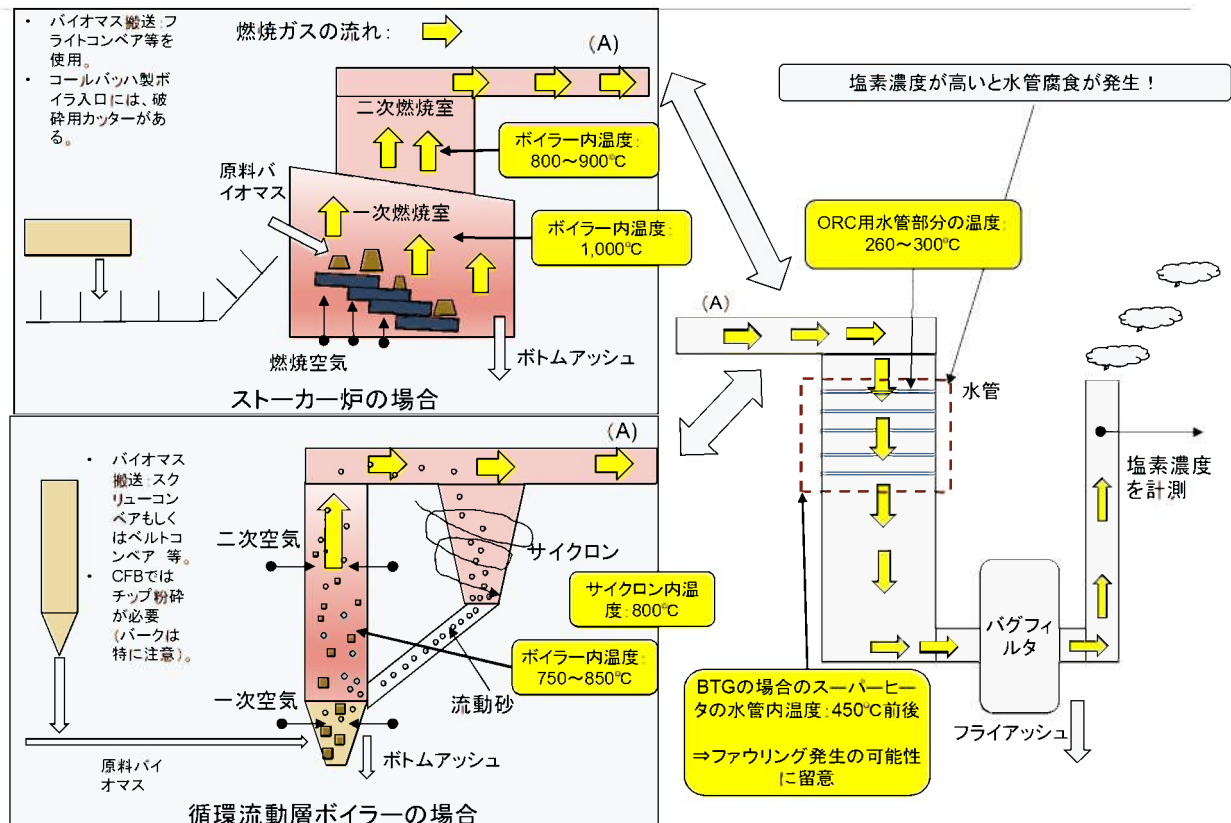 ・ バイオマス搬送:フ
ライトコンベア等を
使用。
・ コールバッハ製ボ
イラ入口には、破
砕用カッターがあ
る。
燃焼ガスの流れ:
(A)
二次燃焼室
ボイラー内温度:
800～900℃
原料バ
イオマス
一次燃焼室
ボイラー内温度:
1,000℃
燃焼空気
ボトムアッシュ
ストーカー炉の場合
塩素濃度が高いと水管腐食が発生！
ORC用水管部分の温度:
260～300℃
(A)
水管
塩素濃度
を計測
バグフィ
ルタ
フライアッシュ
BTGの場合のスーパーヒー
タの水管内温度:450℃前後
⇒ファウリング発生の可能性
に留意
(A)
・ バイオマス
搬送:スク
リューコン
ベアもしく
はベルトコ
ンベア 等。
・ CFBでは
チップ粉砕
が必要
(バークは
特に注意)。
二次空気
サイクロン
サイクロン内温
度:800℃
ボイラー内温度:
750～850℃
一次空気
流動砂
ボトムアッシュ
原料バイ
オマス
循環流動層ボイラーの場合